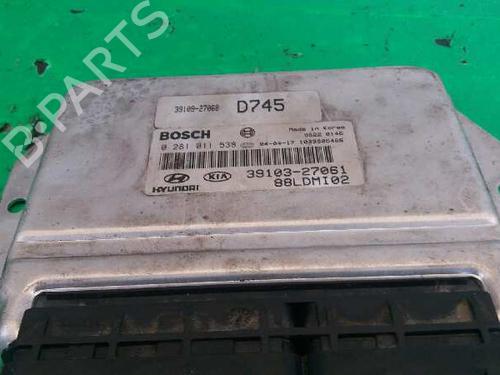 39109-27060 D745
BOSCH Made in Korea
0 281 011 538 04-04-17
39103-27061
HYUNDAI KIA 88LDMI02
B-PARTS